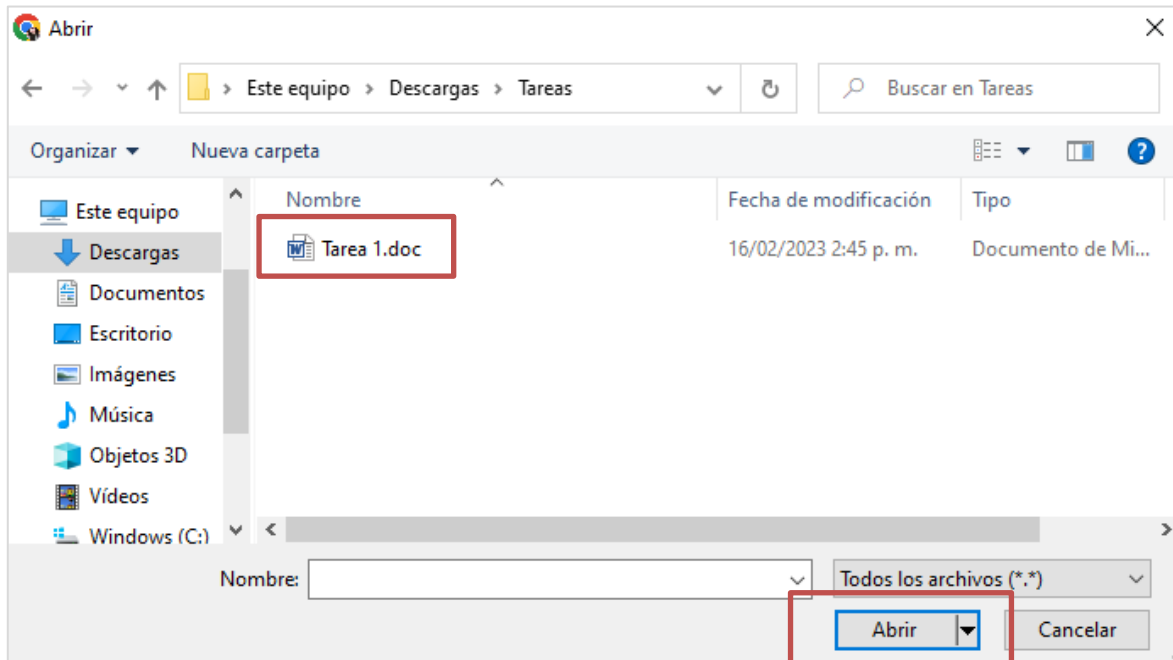 Abrir
Este equipo > Descargas > Tareas
Buscar en Tareas
Organizar
Nueva carpeta
Nombre
Fecha de modificación
Tipo
Tarea 1.doc
16/02/2023 2:45 p. m.
Documento de Mi...
Este equipo
Descargas
Documentos
Escritorio
Imágenes
Música
Objetos 3D
Vídeos
Windows (C:)
Nombre:
Todos los archivos (*.*)
Abrir
Cancelar